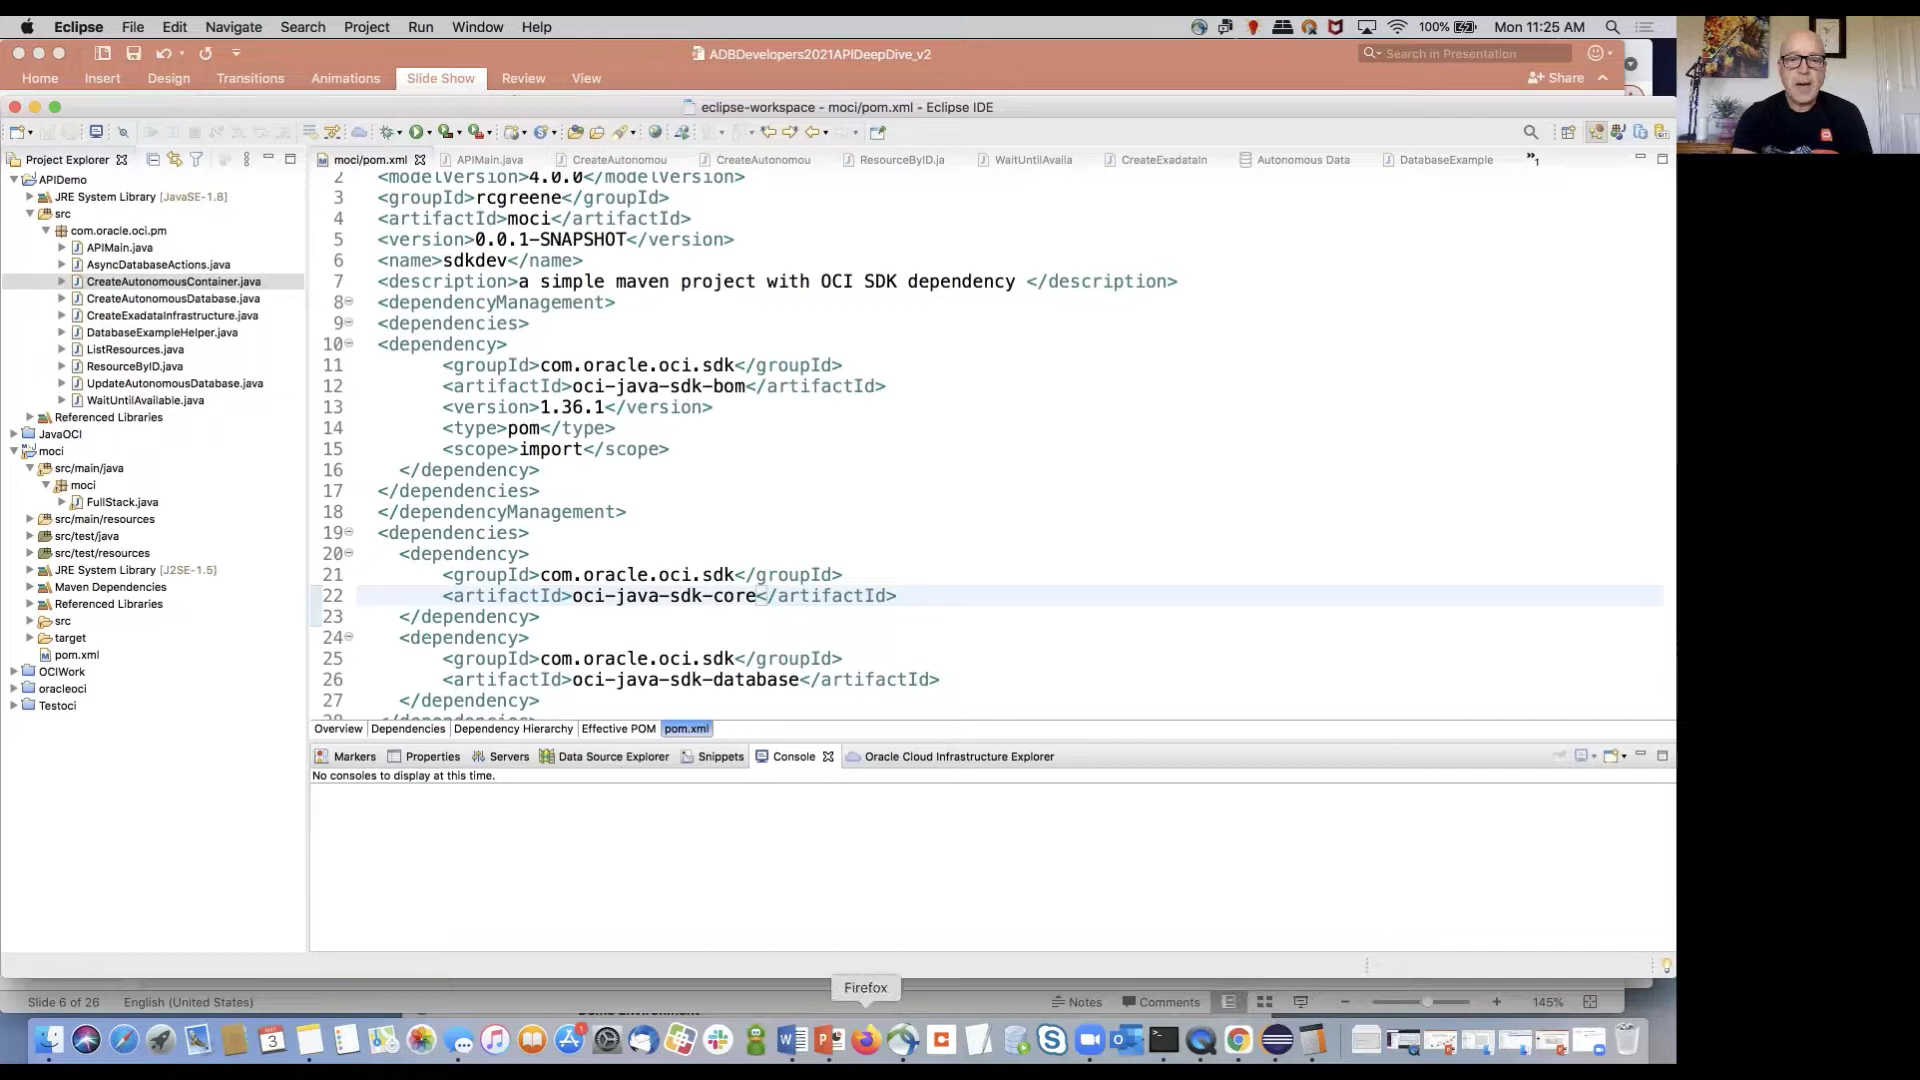 Eclipse File Edit Navigate Search Project Run Window Help 100% Mon 11:25 AM
ADBDevelopers2021APIDeepDive_v2 Search in Presentation
Home Insert Design Transitions Animations Slide Show Review View Share
eclipse-workspace - moci/pom.xml - Eclipse IDE
Project Explorer
APIDemo
JRE System Library [JavaSE-1.8]
src
com.oracle.oci.pm
APIMain.java
AsyncDatabaseActions.java
CreateAutonomousContainer.java
CreateAutonomousDatabase.java
CreateExadataInfrastructure.java
DatabaseExampleHelper.java
ListResources.java
ResourceByID.java
UpdateAutonomousDatabase.java
WaitUntilAvailable.java
Referenced Libraries
JavaOCI
moci
src/main/java
moci
FullStack.java
src/main/resources
src/test/java
src/test/resources
JRE System Library [J2SE-1.5]
Maven Dependencies
Referenced Libraries
src
target
pom.xml
OCIWork
oracleoci
Testoci
moci/pom.xml APIMain.java CreateAutonomou CreateAutonomou ResourceByID.ja WaitUntilAvaila CreateExadataIn Autonomous Data DatabaseExample »1
2 <modelVersion>4.0.0</modelVersion>
3 <groupId>rcgreene</groupId>
4 <artifactId>moci</artifactId>
5 <version>0.0.1-SNAPSHOT</version>
6 <name>sdkdev</name>
7 <description>a simple maven project with OCI SDK dependency </description>
8 <dependencyManagement>
9 <dependencies>
10 <dependency>
11 <groupId>com.oracle.oci.sdk</groupId>
12 <artifactId>oci-java-sdk-bom</artifactId>
13 <version>1.36.1</version>
14 <type>pom</type>
15 <scope>import</scope>
16 </dependency>
17 </dependencies>
18 </dependencyManagement>
19 <dependencies>
20 <dependency>
21 <groupId>com.oracle.oci.sdk</groupId>
22 <artifactId>oci-java-sdk-core</artifactId>
23 </dependency>
24 <dependency>
25 <groupId>com.oracle.oci.sdk</groupId>
26 <artifactId>oci-java-sdk-database</artifactId>
27 </dependency>
Overview Dependencies Dependency Hierarchy Effective POM pom.xml
Markers Properties Servers Data Source Explorer Snippets Console Oracle Cloud Infrastructure Explorer
No consoles to display at this time.
Firefox
Slide 6 of 26 English (United States) Notes Comments 145%